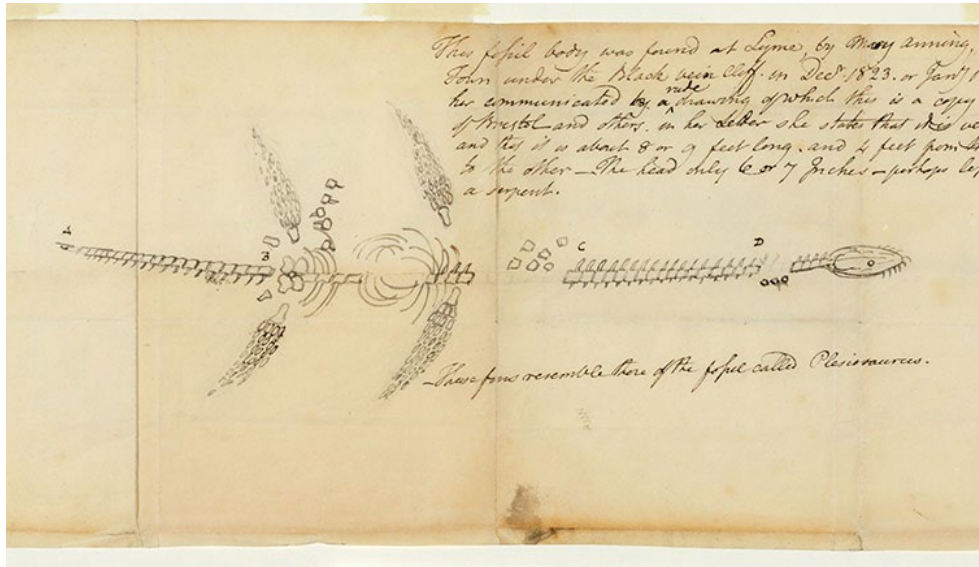 This fossil body was found at Lyme, by Mary Anning,
Town under the Black vein Cliff. in Decr. 1823. or Jany
her communicated by a rude drawing of which this is a copy
of Bristol and others. in her Letter she states that it is
and this it is about 8 or 9 feet long. and 4 feet from
to the other — The head only 6 or 7 Inches — perhaps
a serpent.
A
B
C
D
— These fins resemble those of the fossil called Plesiosaurus.